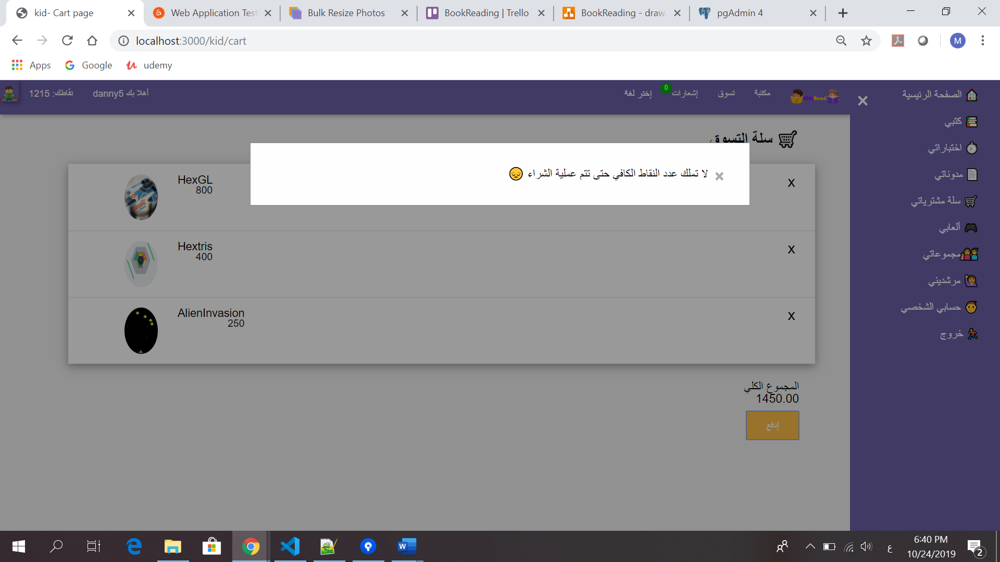 kid- Cart page
Web Application Test
Bulk Resize Photos
BookReading | Trello
BookReading - draw.
pgAdmin 4
localhost:3000/kid/cart
M
Apps
Google
udemy
الصفحة الرئيسية
KidsRead
مكتبة
تسوق
إشعارات
0
إختر لغة
أهلا بك danny5
نقاطك: 1215
كتبي
اختباراتي
مدوناتي
سلة مشترياتي
ألعابي
مجموعاتي
مرشديني
حسابي الشخصي
خروج
سلة التسوق
لا تملك عدد النقاط الكافي حتى تتم عملية الشراء 😔
×
HexGL
800
x
Hextris
400
x
AlienInvasion
250
x
المجموع الكلي
1450.00
إدفع
ع
6:40 PM
10/24/2019
2